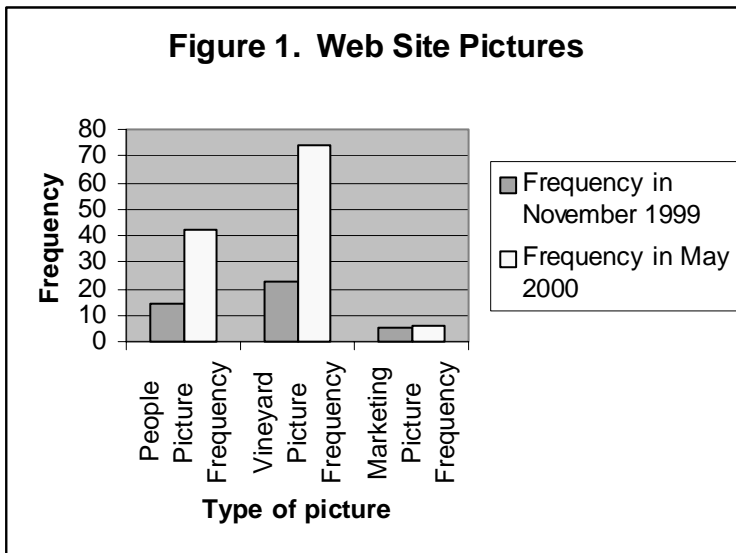 Figure 1.  Web Site Pictures
80
70
60
50
40
30
20
10
0
Frequency
People
Picture
Frequency
Vineyard
Picture
Frequency
Marketing
Picture
Frequency
Type of picture
Frequency in
November 1999
Frequency in May
2000